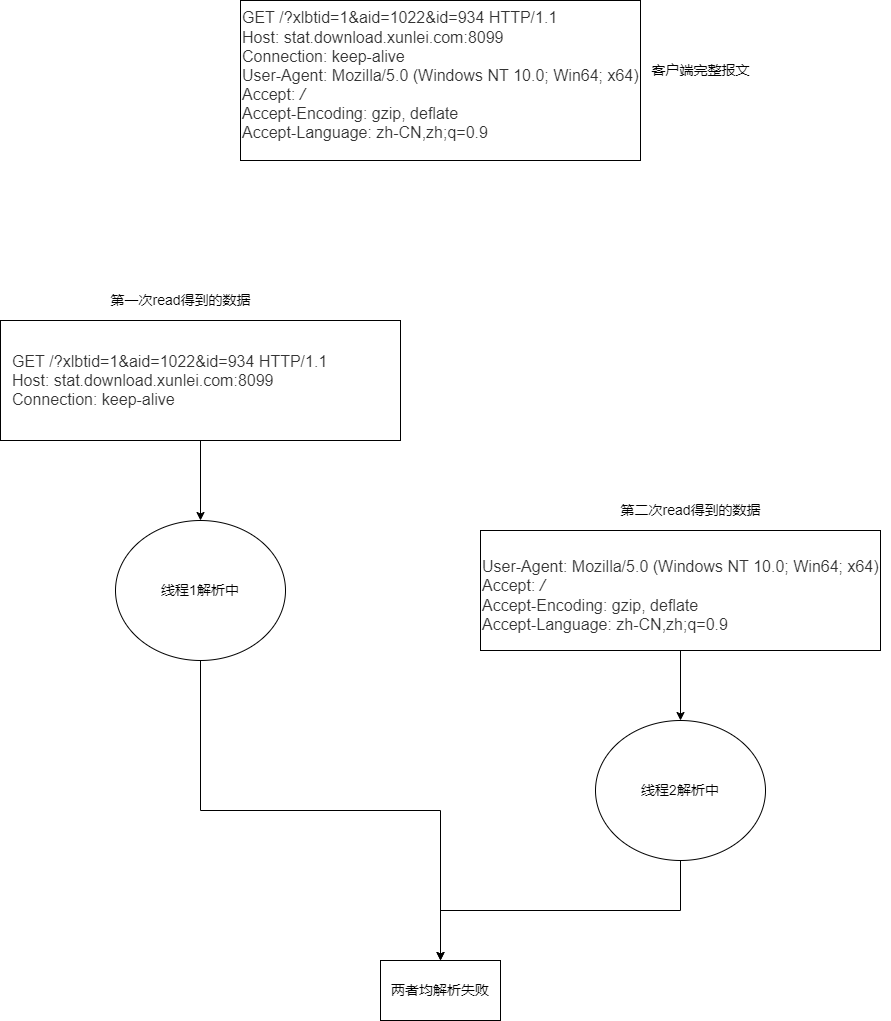 GET /?xlbtid=1&aid=1022&id=934 HTTP/1.1
Host: stat.download.xunlei.com:8099
Connection: keep-alive
User-Agent: Mozilla/5.0 (Windows NT 10.0; Win64; x64)
Accept: /
Accept-Encoding: gzip, deflate
Accept-Language: zh-CN,zh;q=0.9
客户端完整报文
第一次read得到的数据
GET /?xlbtid=1&aid=1022&id=934 HTTP/1.1
Host: stat.download.xunlei.com:8099
Connection: keep-alive
线程1解析中
第二次read得到的数据
User-Agent: Mozilla/5.0 (Windows NT 10.0; Win64; x64)
Accept: /
Accept-Encoding: gzip, deflate
Accept-Language: zh-CN,zh;q=0.9
线程2解析中
两者均解析失败